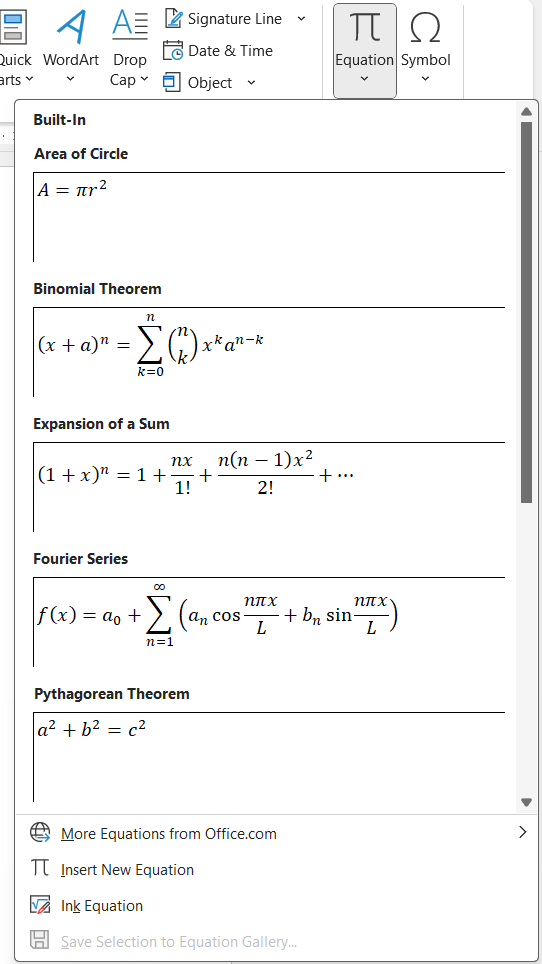 Signature Line
Quick Parts WordArt Drop Cap Date & Time Equation Symbol
Object
Built-In
Area of Circle
A = πr²
Binomial Theorem
(x + a)ⁿ = ∑ₖ₌₀ⁿ (n k) xᵏaⁿ⁻ᵏ
Expansion of a Sum
(1 + x)ⁿ = 1 + nx/1! + n(n − 1)x²/2! + ⋯
Fourier Series
f(x) = a₀ + ∑ₙ₌₁^∞ (aₙ cos nπx/L + bₙ sin nπx/L)
Pythagorean Theorem
a² + b² = c²
More Equations from Office.com
Insert New Equation
Ink Equation
Save Selection to Equation Gallery...